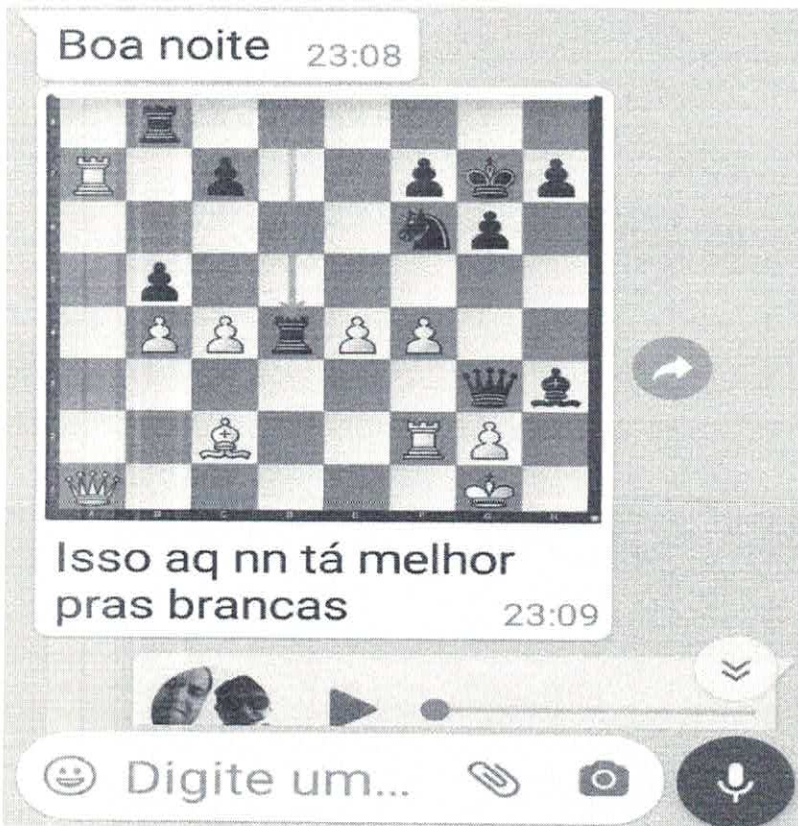 Boa noite 23:08
Isso aq nn tá melhor
pras brancas 23:09
Digite um...